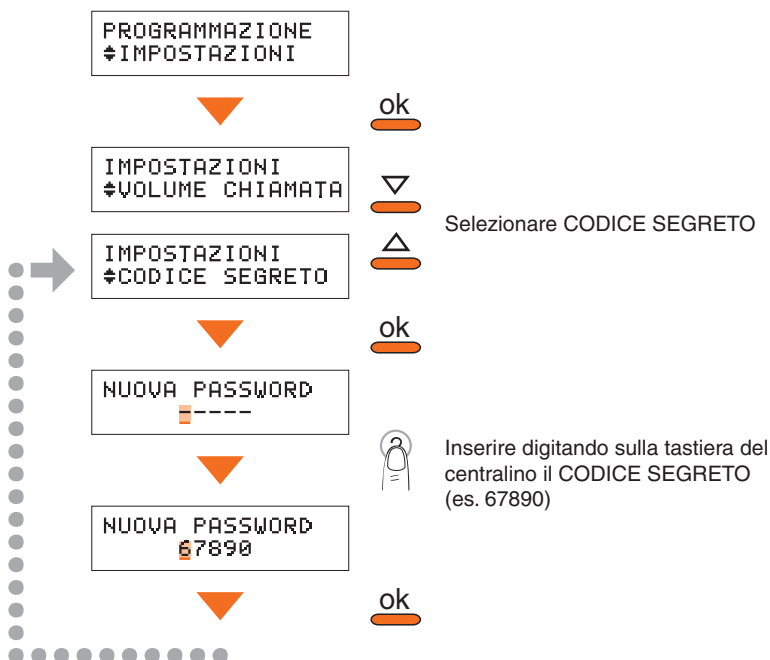 PROGRAMMAZIONE
≑IMPOSTAZIONI
ok
IMPOSTAZIONI
≑VOLUME CHIAMATA
Selezionare CODICE SEGRETO
IMPOSTAZIONI
≑CODICE SEGRETO
ok
NUOVA PASSWORD
-----
Inserire digitando sulla tastiera del
centralino il CODICE SEGRETO
(es. 67890)
NUOVA PASSWORD
67890
ok